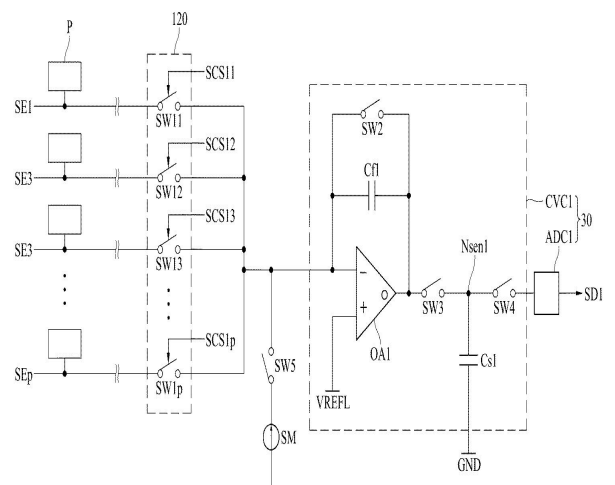 P
120
SCS11
SE1
SW11
SCS12
SE3
SW12
SCS13
SE3
SW13
SCS1p
SEp
SW1p
SW5
SM
SW2
Cf1
CVC1
30
ADC1
Nsen1
−
+
O
OA1
SW3
SW4
SD1
VREFL
Cs1
GND